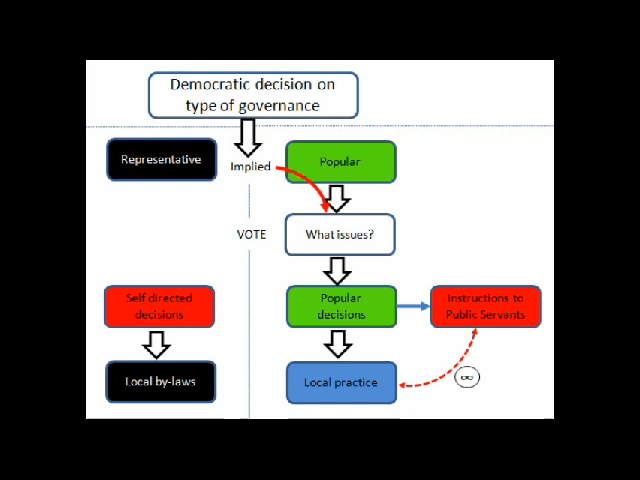 Democratic decision on
type of governance
Representative
Implied
Popular
VOTE
What issues?
Self directed
decisions
Popular
decisions
Instructions to
Public Servants
Local by-laws
Local practice
∞